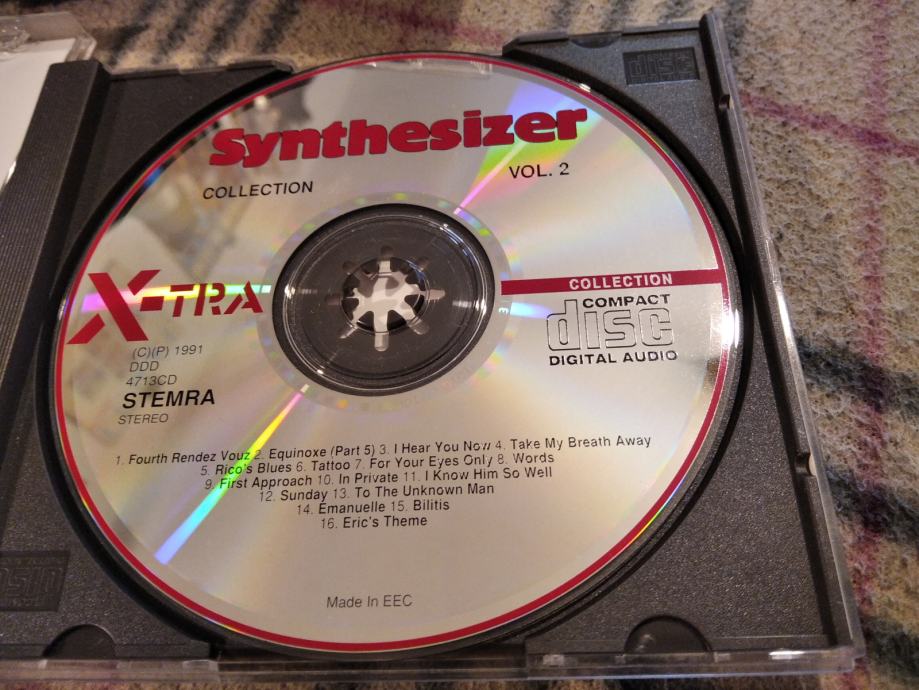 disc
Synthesizer
COLLECTION
VOL. 2
X-TRA
COLLECTION
COMPACT
disc
DIGITAL AUDIO
(C)(P) 1991
DDD
4713CD
STEMRA
STEREO
1. Fourth Rendez Vouz 2. Equinoxe (Part 5) 3. I Hear You Now 4. Take My Breath Away
5. Rico's Blues 6. Tattoo 7. For Your Eyes Only 8. Words
9. First Approach 10. In Private 11. I Know Him So Well
12. Sunday 13. To The Unknown Man
14. Emanuelle 15. Bilitis
16. Eric's Theme
Made In EEC
disc